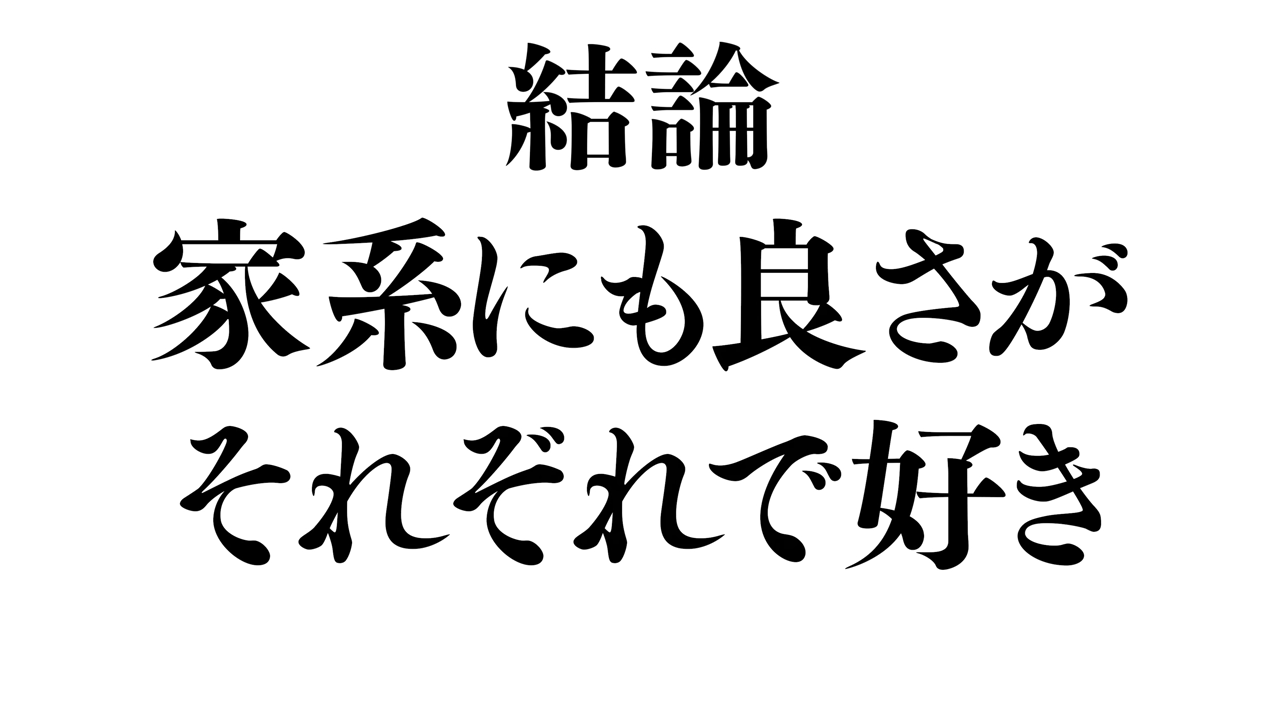 結論
家系にも良さが
それぞれで好き